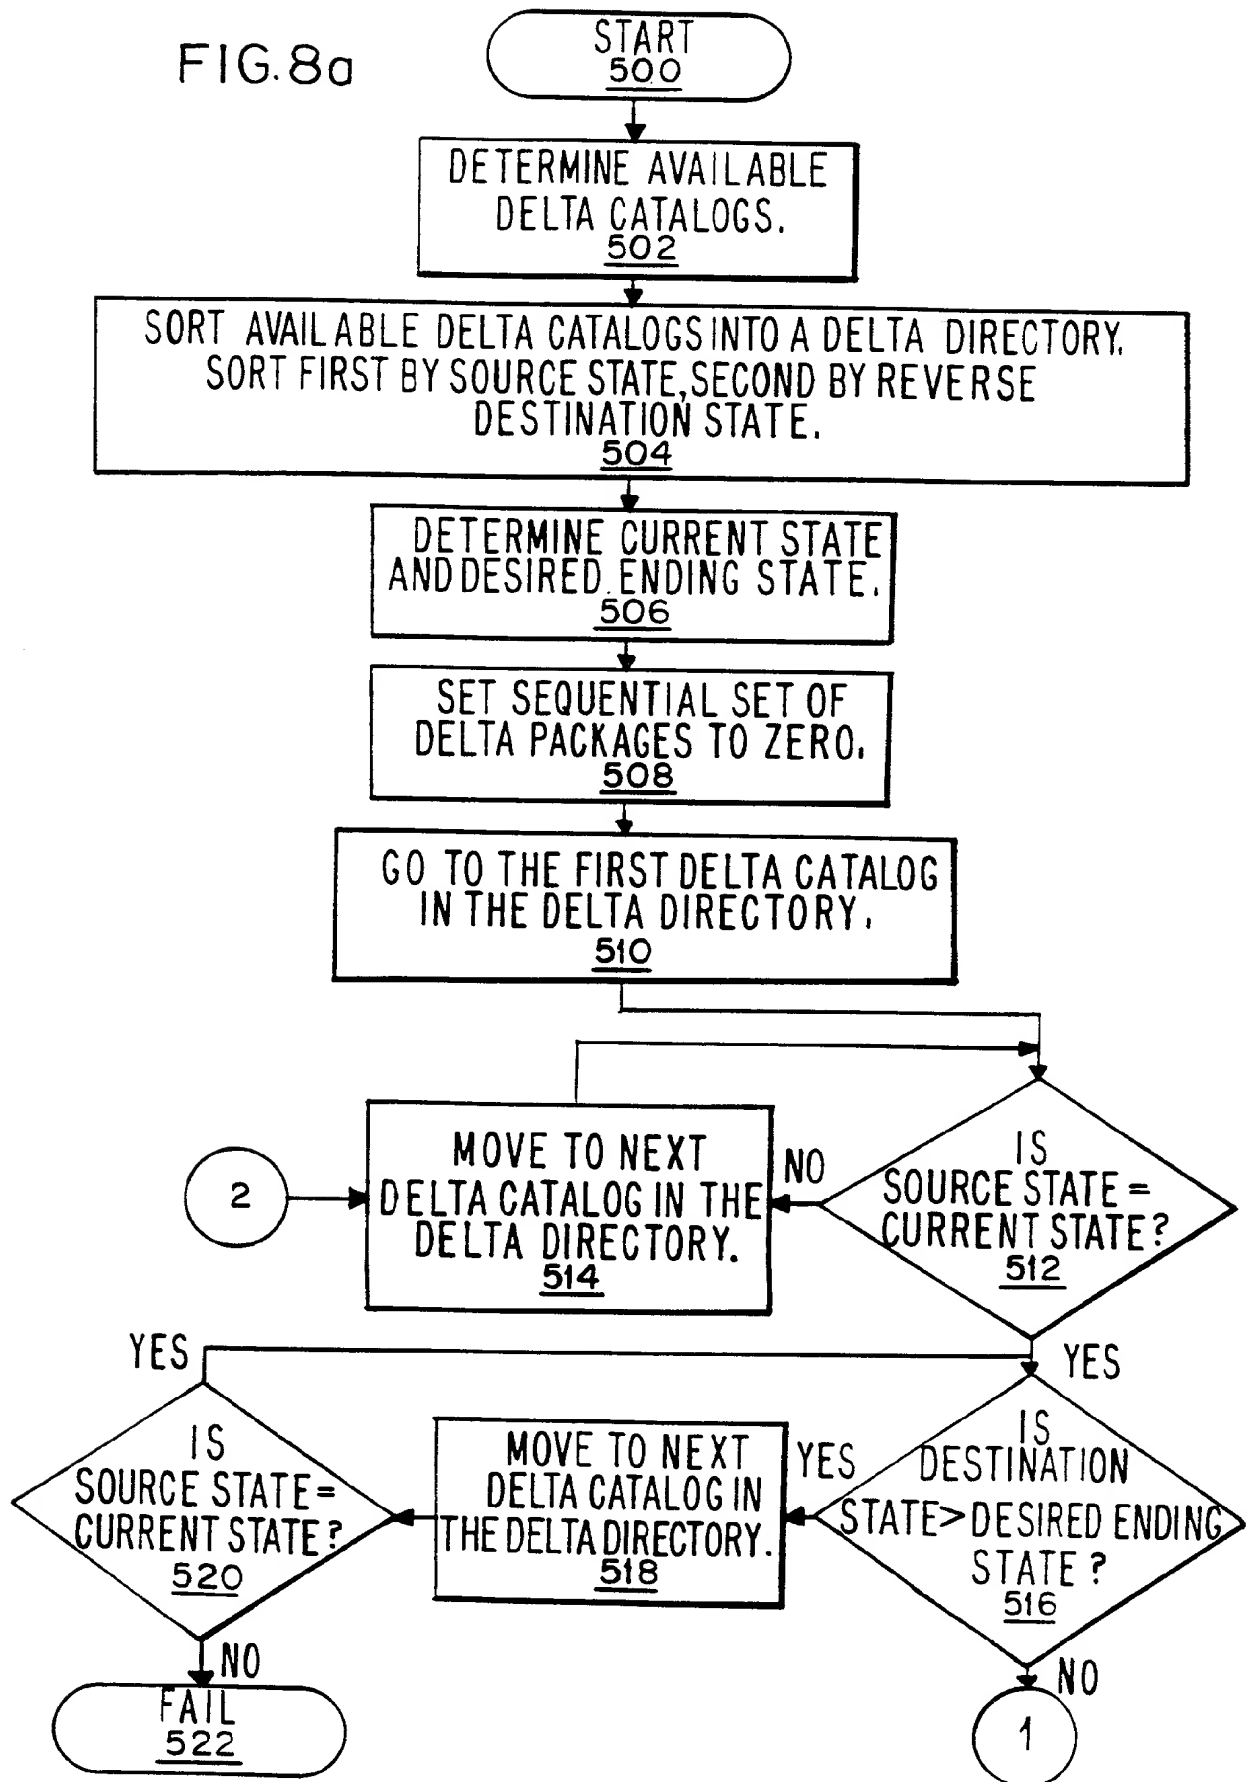 FIG.8a
START
500
DETERMINE AVAILABLE
DELTA CATALOGS.
502
SORT AVAILABLE DELTA CATALOGS INTO A DELTA DIRECTORY.
SORT FIRST BY SOURCE STATE, SECOND BY REVERSE
DESTINATION STATE.
504
DETERMINE CURRENT STATE
AND DESIRED ENDING STATE.
506
SET SEQUENTIAL SET OF
DELTA PACKAGES TO ZERO.
508
GO TO THE FIRST DELTA CATALOG
IN THE DELTA DIRECTORY.
510
2
MOVE TO NEXT
DELTA CATALOG IN THE
DELTA DIRECTORY.
514
NO
IS
SOURCE STATE =
CURRENT STATE?
512
YES
YES
IS
SOURCE STATE =
CURRENT STATE?
520
MOVE TO NEXT
DELTA CATALOG IN
THE DELTA DIRECTORY.
518
YES
IS
DESTINATION
STATE > DESIRED ENDING
STATE?
516
NO
FAIL
522
NO
1